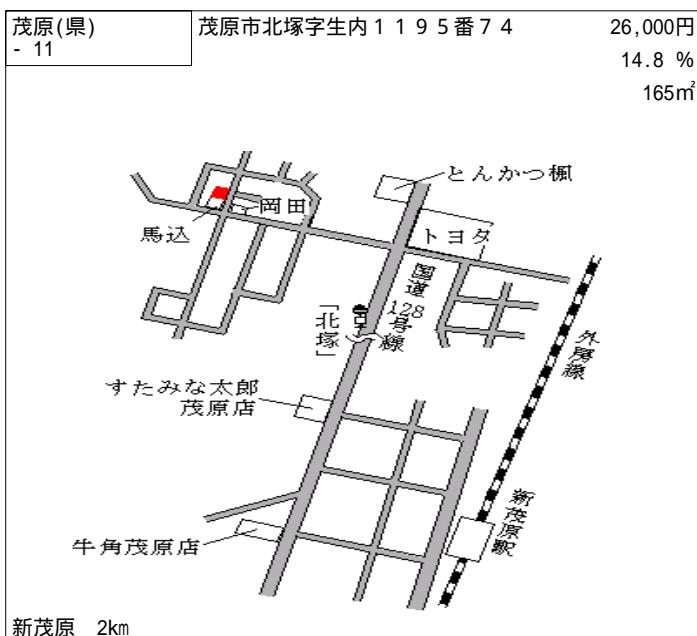 茂原(県)
- 11
茂原市北塚字生内１１９５番７４
26,000円
14.8 %
165㎡
とんかつ楓
岡田
馬込
トヨタ
国道128号線
「北塚」
外房線
すたみな太郎
茂原店
新茂原駅
牛角茂原店
新茂原　2km